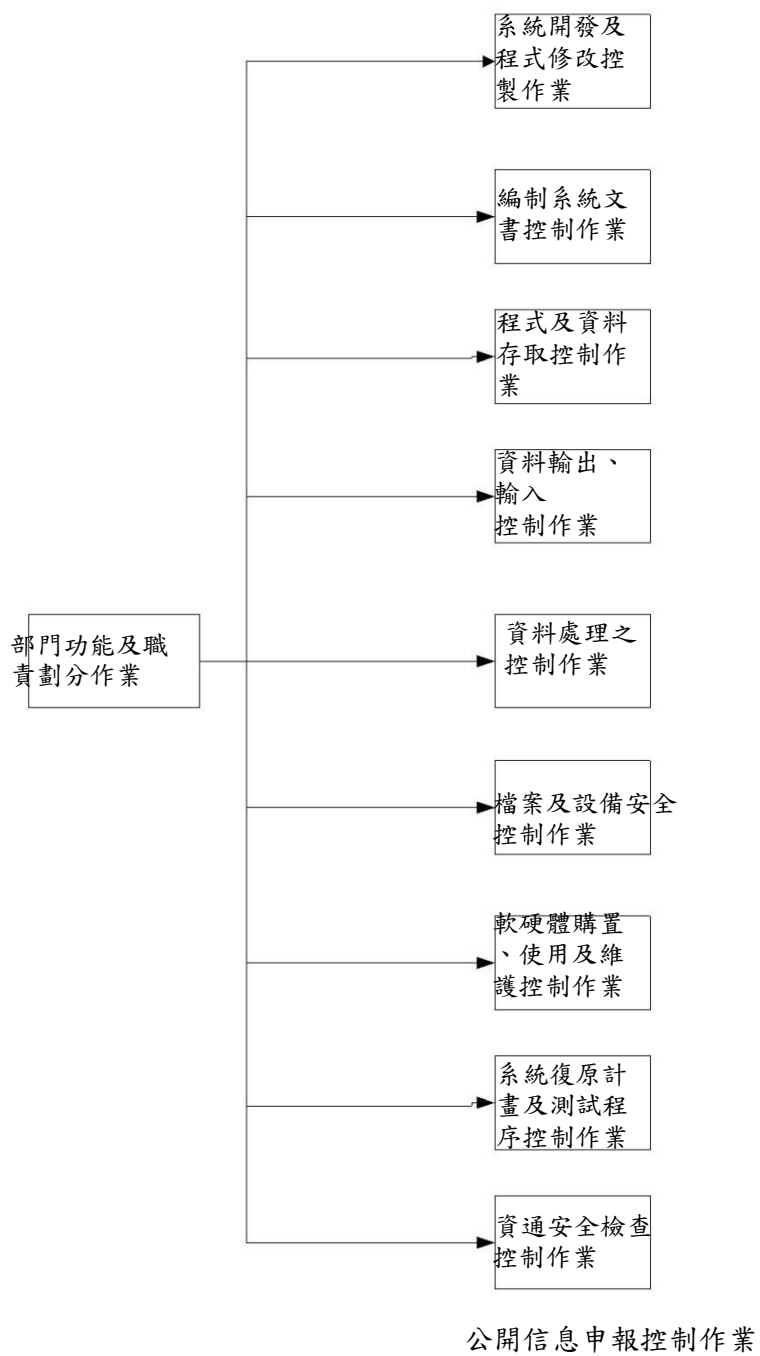 系統開發及
程式修改控
製作業
編制系統文
書控制作業
程式及資料
存取控制作
業
資料輸出、
輸入
控制作業
部門功能及職
責劃分作業
資料處理之
控制作業
檔案及設備安全
控制作業
軟硬體購置
、使用及維
護控制作業
系統復原計
畫及測試程
序控制作業
資通安全檢查
控制作業
公開信息申報控制作業